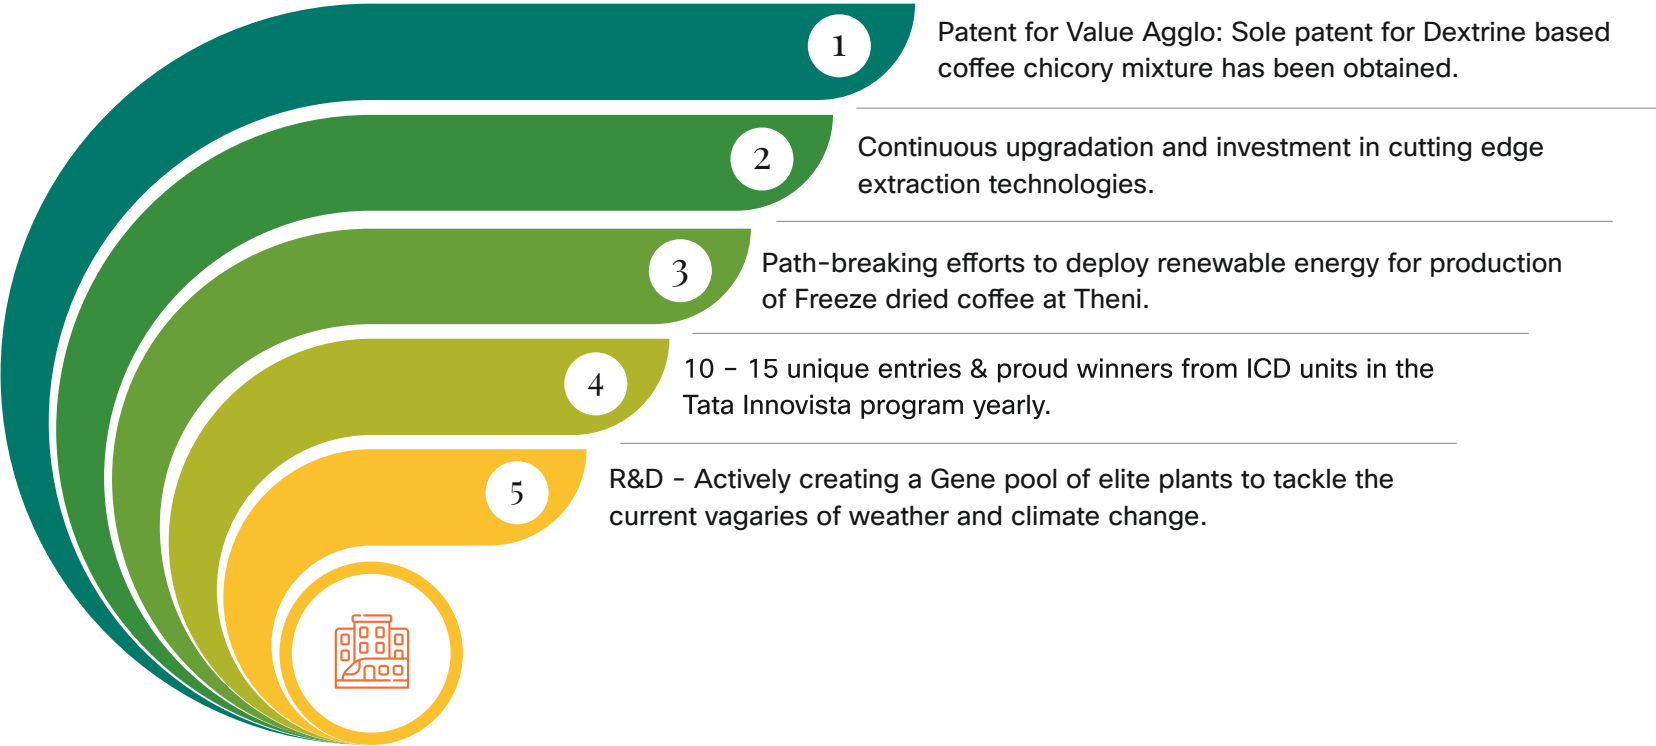 1
Patent for Value Agglo: Sole patent for Dextrine based
coffee chicory mixture has been obtained.
2
Continuous upgradation and investment in cutting edge
extraction technologies.
3
Path-breaking efforts to deploy renewable energy for production
of Freeze dried coffee at Theni.
4
10 – 15 unique entries & proud winners from ICD units in the
Tata Innovista program yearly.
5
R&D - Actively creating a Gene pool of elite plants to tackle the
current vagaries of weather and climate change.